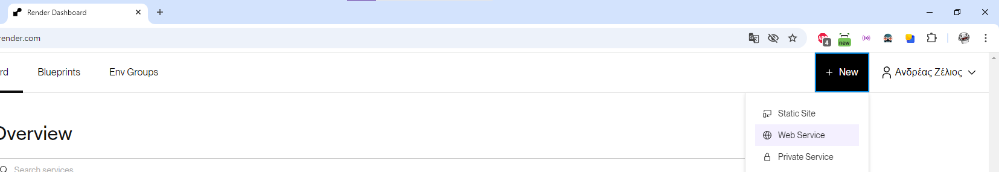 Render Dashboard
render.com
4
new
rd
Blueprints
Env Groups
+ New
Ανδρέας Ζέλιος
Static Site
Overview
Web Service
Private Service
Search services